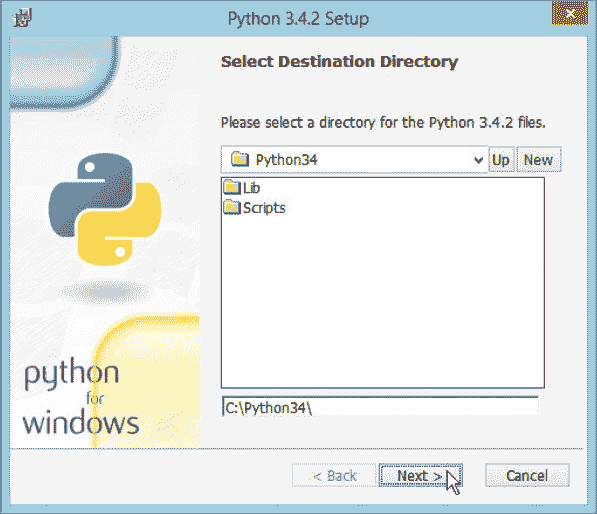 Python 3.4.2 Setup
Select Destination Directory
Please select a directory for the Python 3.4.2 files.
Python34
Up
New
Lib
Scripts
C:\Python34\
python
for
windows
< Back
Next >
Cancel